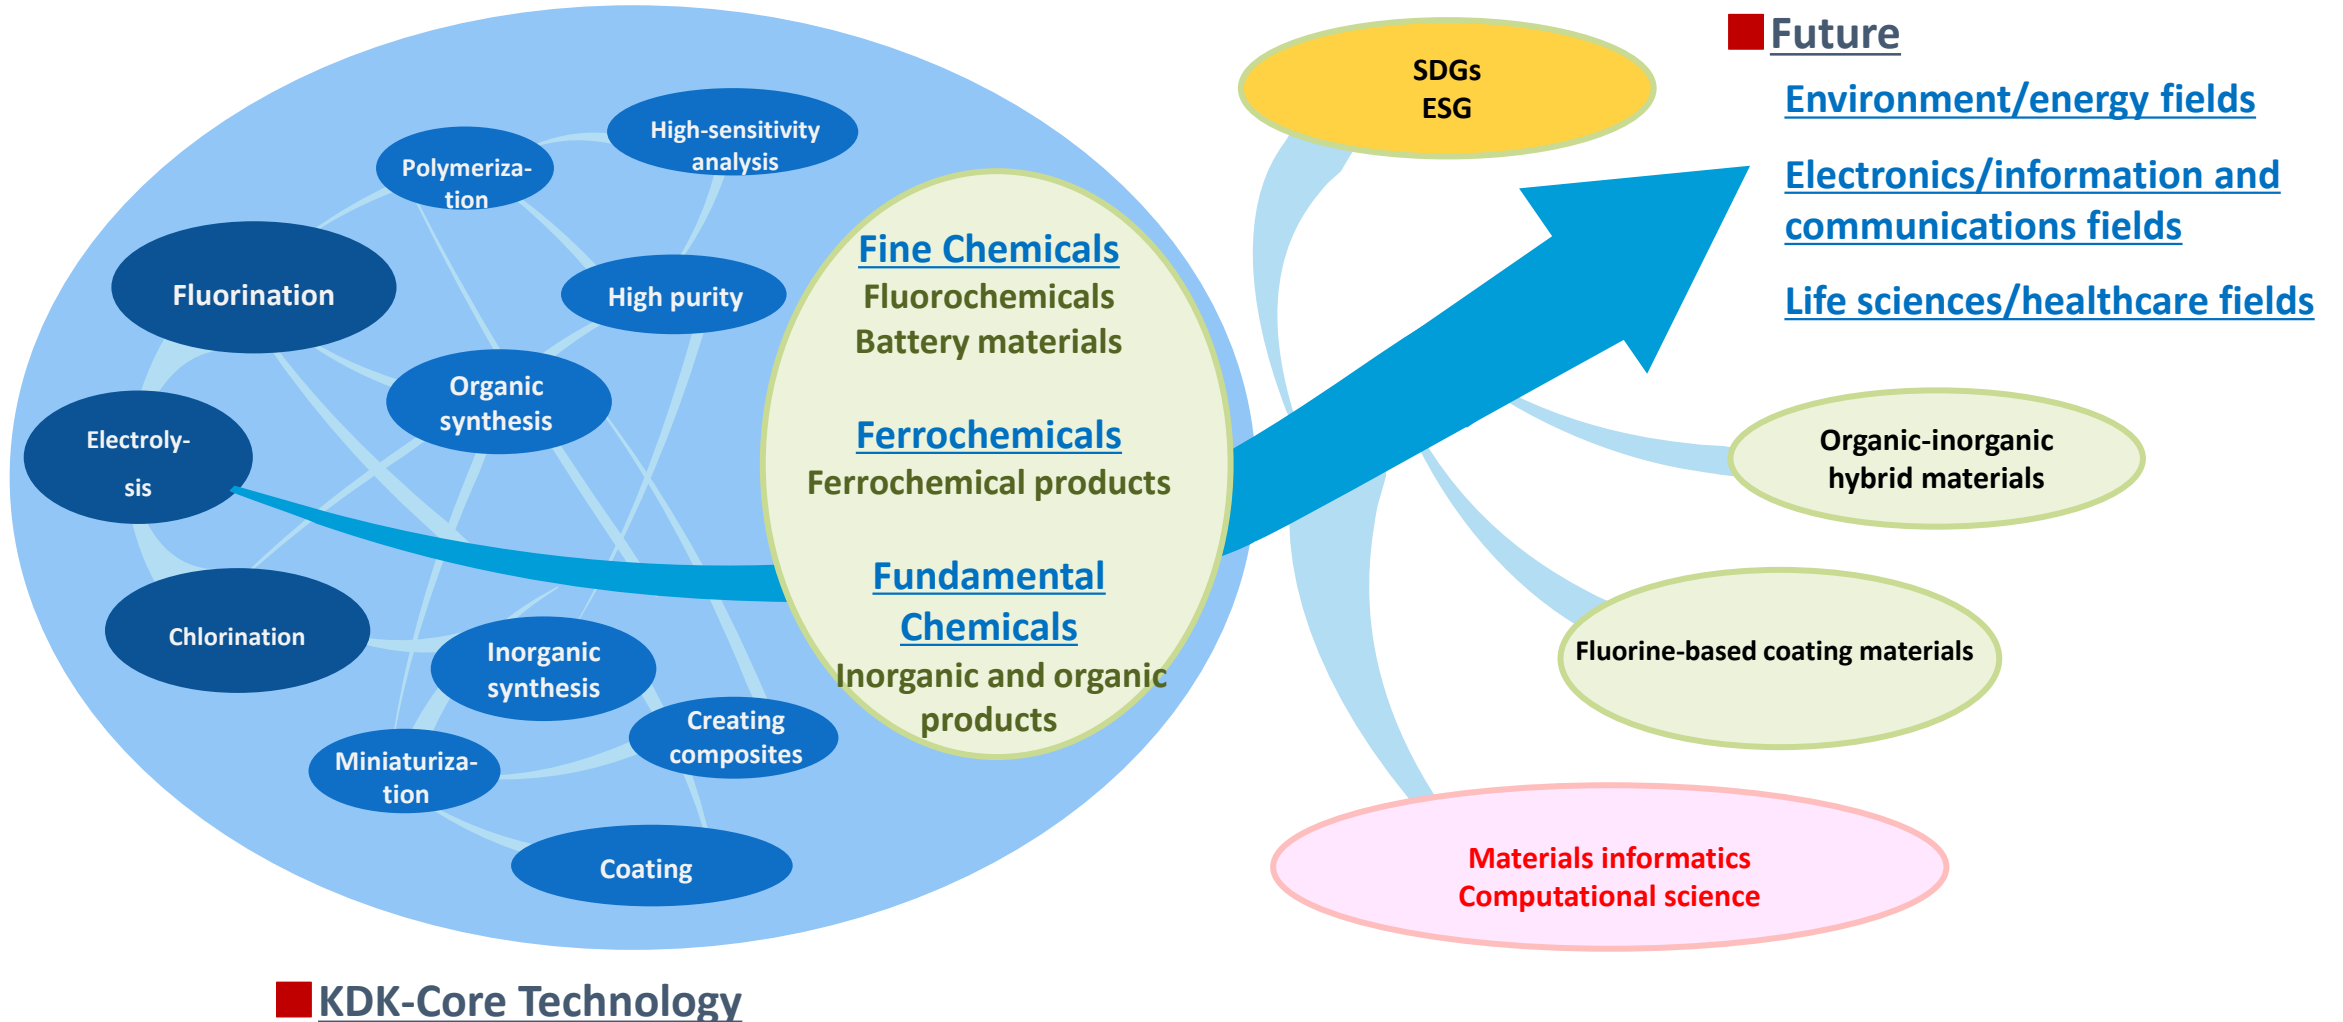 High-sensitivity
analysis
Polymeriza-
tion
Fluorination
High purity
Organic
synthesis
Electroly-
sis
Chlorination
Inorganic
synthesis
Creating
composites
Miniaturiza-
tion
Coating
KDK-Core Technology
Fine Chemicals
Fluorochemicals
Battery materials
Ferrochemicals
Ferrochemical products
Fundamental
Chemicals
Inorganic and organic
products
SDGs
ESG
Future
Environment/energy fields
Electronics/information and
communications fields
Life sciences/healthcare fields
Organic-inorganic
hybrid materials
Fluorine-based coating materials
Materials informatics
Computational science